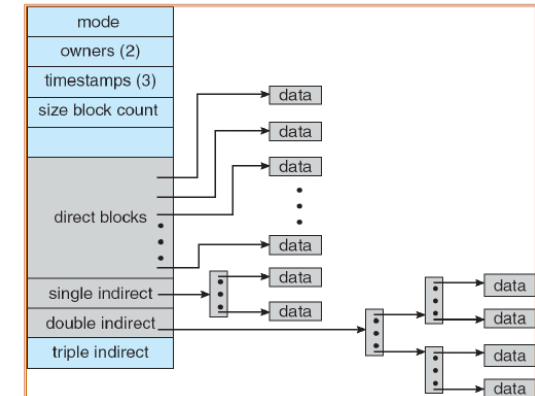 mode
owners (2)
timestamps (3)
size block count
data
data
data
direct blocks
data
data
single indirect
data
data
double indirect
data
triple indirect
data
data